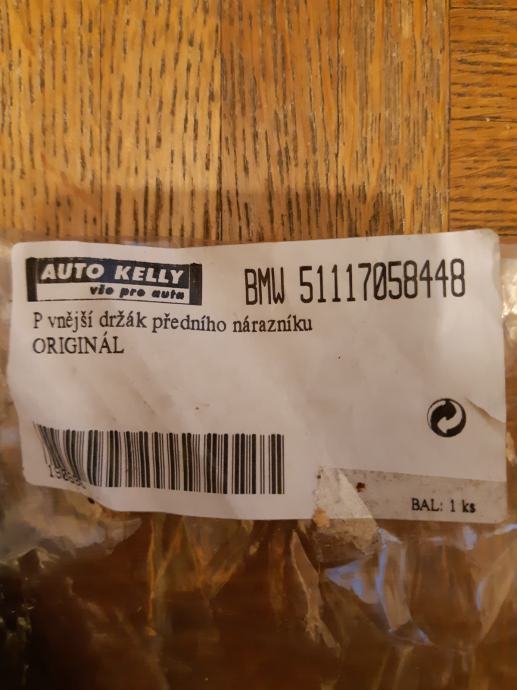 AUTO KELLY
vše pro auta
BMW 51117058448
P vnější držák předního nárazníku
ORIGINÁL
BAL: 1 ks